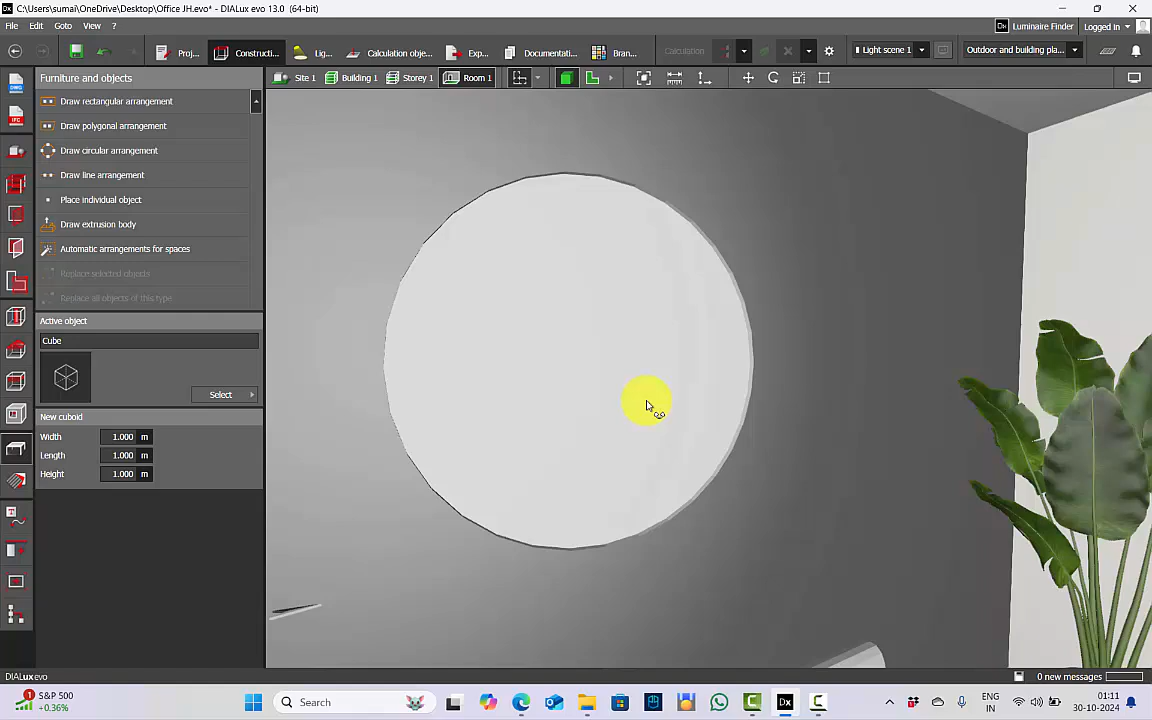 C:\Users\sumai\OneDrive\Desktop\Office JH.evo* - DIALux evo 13.0 (64-bit)
File Edit Goto View ?
Luminaire Finder Logged in
Proj... Constructi... Lig... Calculation obje... Exp... Documentati... Bran... Calculation Light scene 1 Outdoor and building pla...
Furniture and objects
Site 1 Building 1 Storey 1 Room 1
Draw rectangular arrangement
Draw polygonal arrangement
Draw circular arrangement
Draw line arrangement
Place individual object
Draw extrusion body
Automatic arrangements for spaces
Replace selected objects
Replace all objects of this type
Active object
Cube
Select
New cuboid
Width 1.000 m
Length 1.000 m
Height 1.000 m
DIALux evo
0 new messages
1
S&P 500
+0.36%
Search
ENG
IN
01:11
30-10-2024